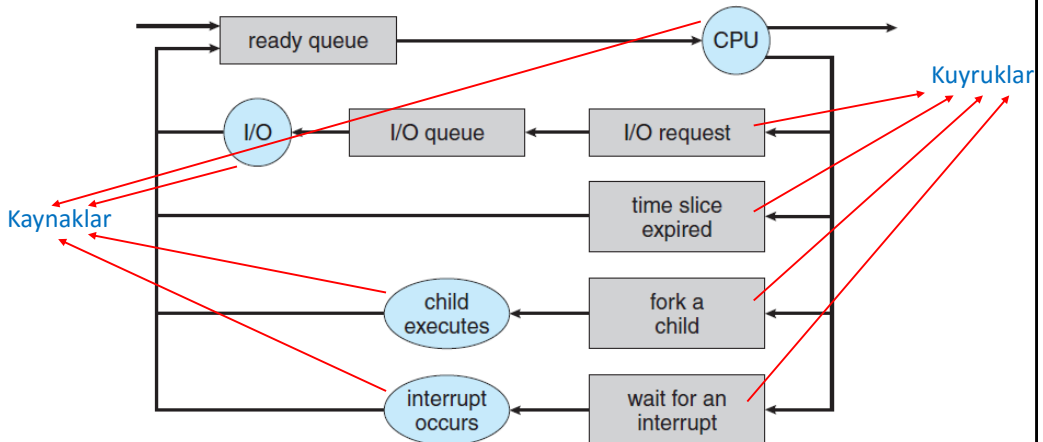 ready queue
CPU
Kuyruklar
I/O
I/O queue
I/O request
Kaynaklar
time slice
expired
child
executes
fork a
child
interrupt
occurs
wait for an
interrupt